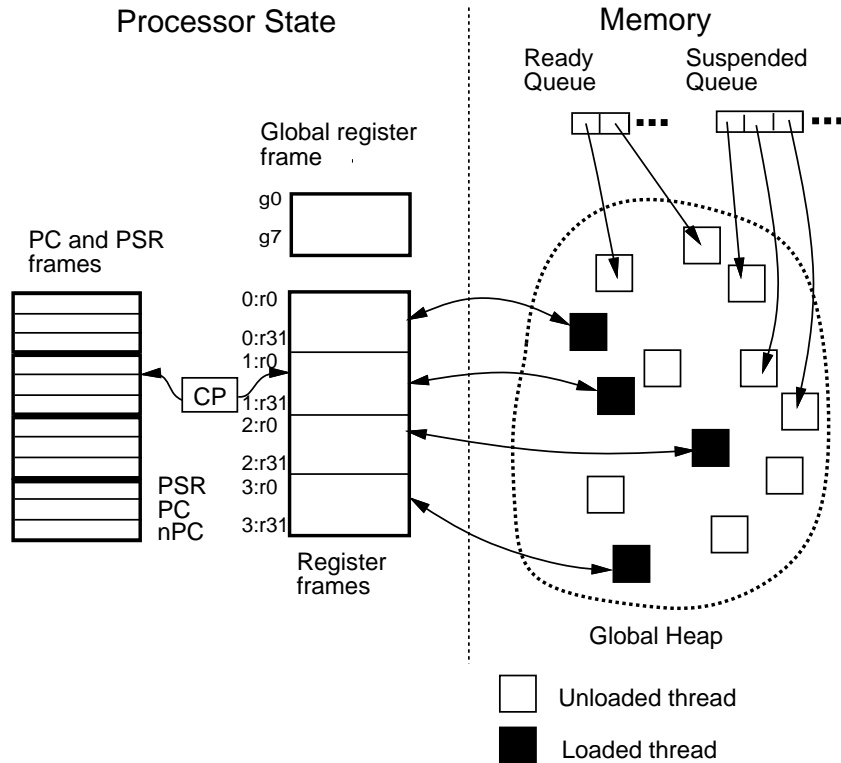 Processor State
Memory
Ready
Queue
Suspended
Queue
Global register
frame
g0
g7
PC and PSR
frames
0:r0
0:r31
1:r0
CP
1:r31
2:r0
2:r31
PSR
3:r0
PC
nPC
3:r31
Register
frames
Global Heap
Unloaded thread
Loaded thread